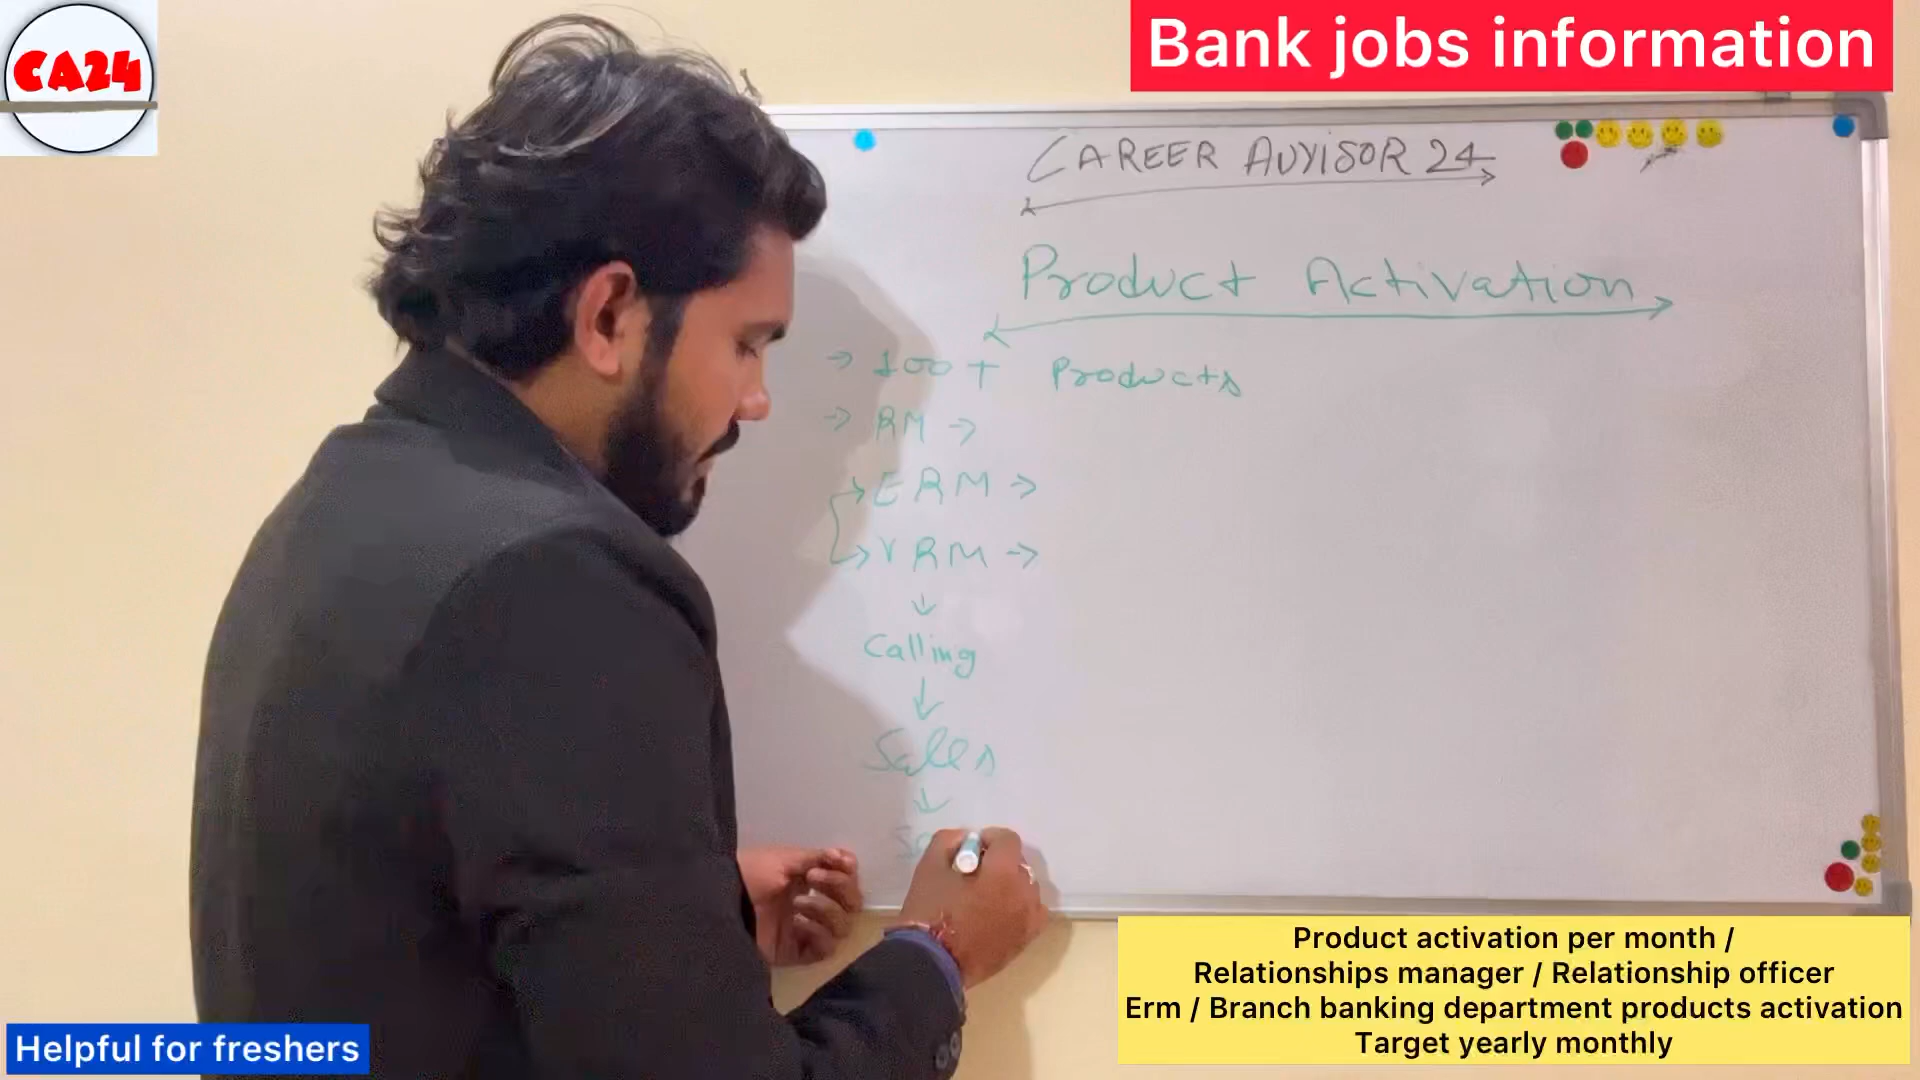 CA24
Bank jobs information
CAREER ADVISOR 24
Product Activation
→ 100+ Products
→ RM →
→ ERM →
→ VRM →
↓
Calling
↓
Sales
↓
Product activation per month /
Relationships manager / Relationship officer
Erm / Branch banking department products activation
Target yearly monthly
Helpful for freshers